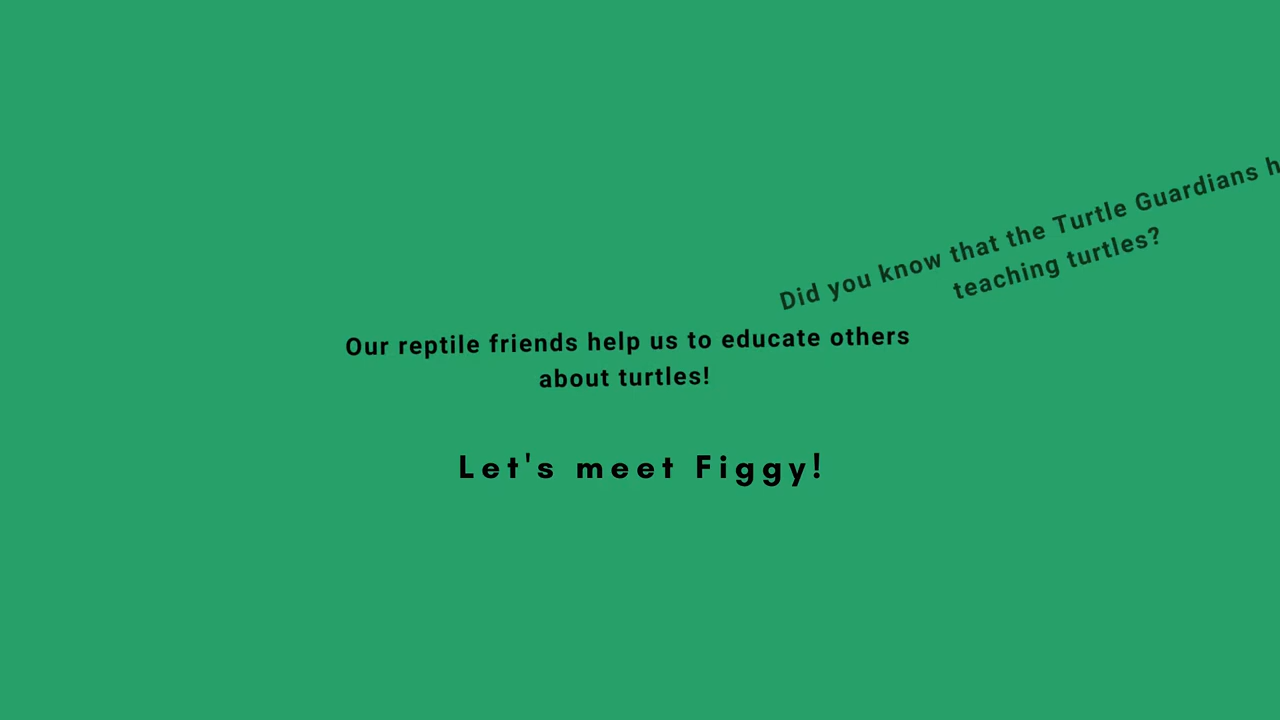 Did you know that the Turtle Guardians
teaching turtles?
Our reptile friends help us to educate others
about turtles!
Let's meet Figgy!